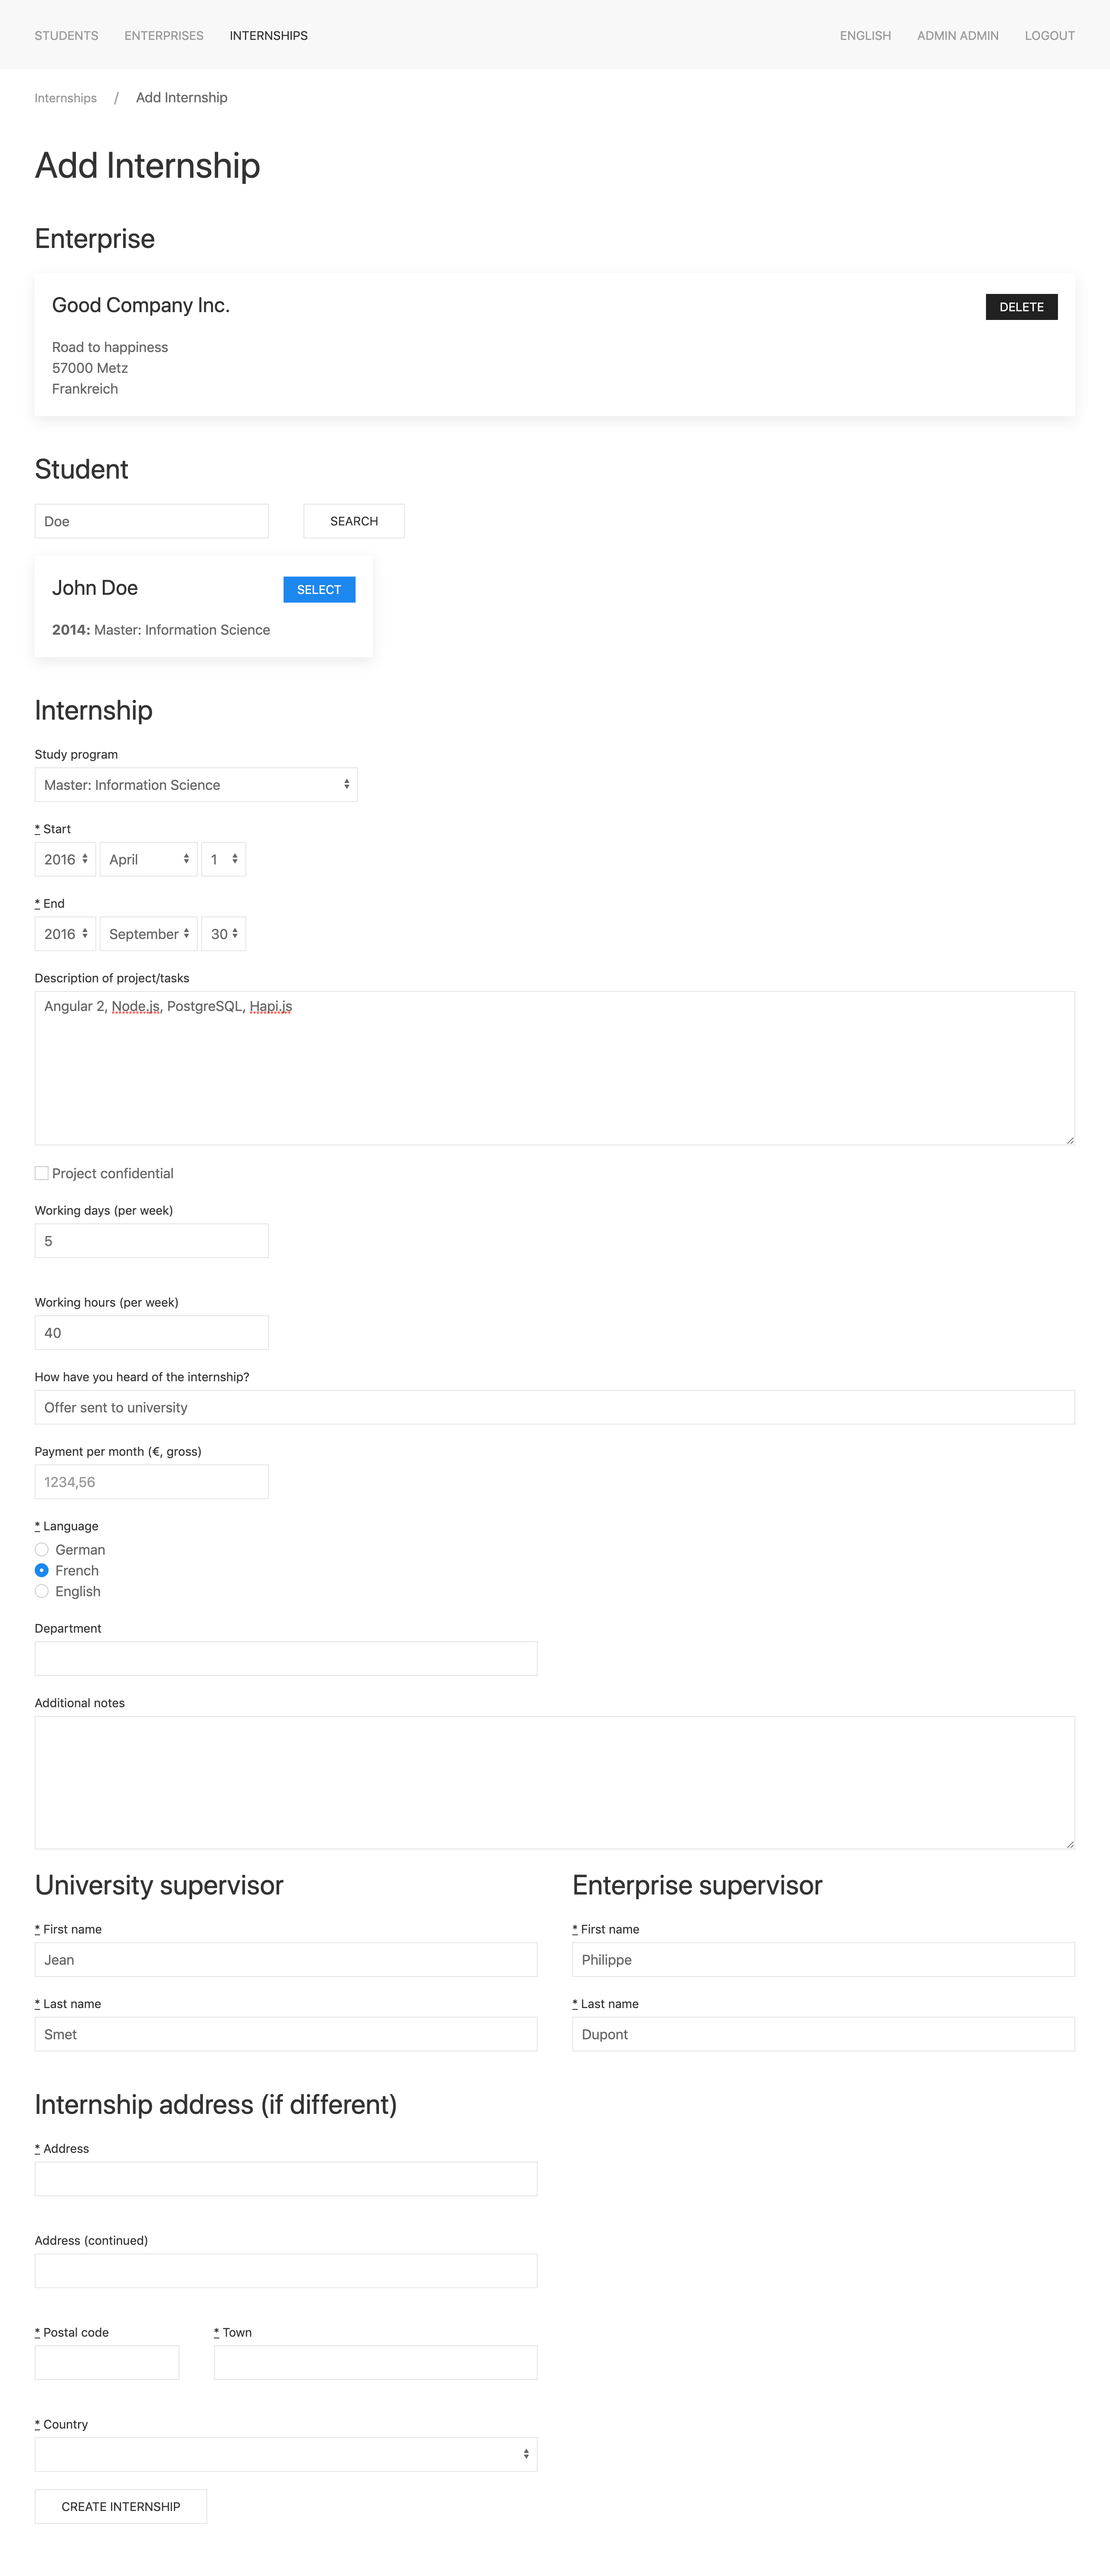 STUDENTS ENTERPRISES INTERNSHIPS ENGLISH ADMIN ADMIN LOGOUT
Internships / Add Internship
Add Internship
Enterprise
Good Company Inc. DELETE
Road to happiness
57000 Metz
Frankreich
Student
Doe SEARCH
John Doe SELECT
2014: Master: Information Science
Internship
Study program
Master: Information Science
* Start
2016 April 1
* End
2016 September 30
Description of project/tasks
Angular 2, Node.js, PostgreSQL, Hapi.js
Project confidential
Working days (per week)
5
Working hours (per week)
40
How have you heard of the internship?
Offer sent to university
Payment per month (€, gross)
1234,56
* Language
German
French
English
Department
Additional notes
University supervisor Enterprise supervisor
* First name * First name
Jean Philippe
* Last name * Last name
Smet Dupont
Internship address (if different)
* Address
Address (continued)
* Postal code * Town
* Country
CREATE INTERNSHIP